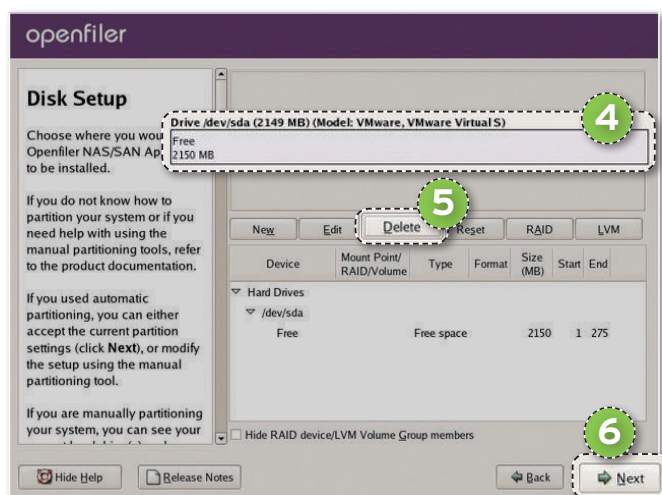 openfiler
Disk Setup
Choose where you wou
Openfiler NAS/SAN Ap
to be installed.
If you do not know how to
partition your system or if you
need help with using the
manual partitioning tools, refer
to the product documentation.
If you used automatic
partitioning, you can either
accept the current partition
settings (click Next), or modify
the setup using the manual
partitioning tool.
If you are manually partitioning
your system, you can see your
4
Drive /dev/sda (2149 MB) (Model: VMware, VMware Virtual S)
Free
2150 MB
5
New Edit Delete Reset RAID LVM
Device Mount Point/ RAID/Volume Type Format Size (MB) Start End
Hard Drives
/dev/sda
Free Free space 2150 1 275
Hide RAID device/LVM Volume Group members
6
Hide Help Release Notes Back Next